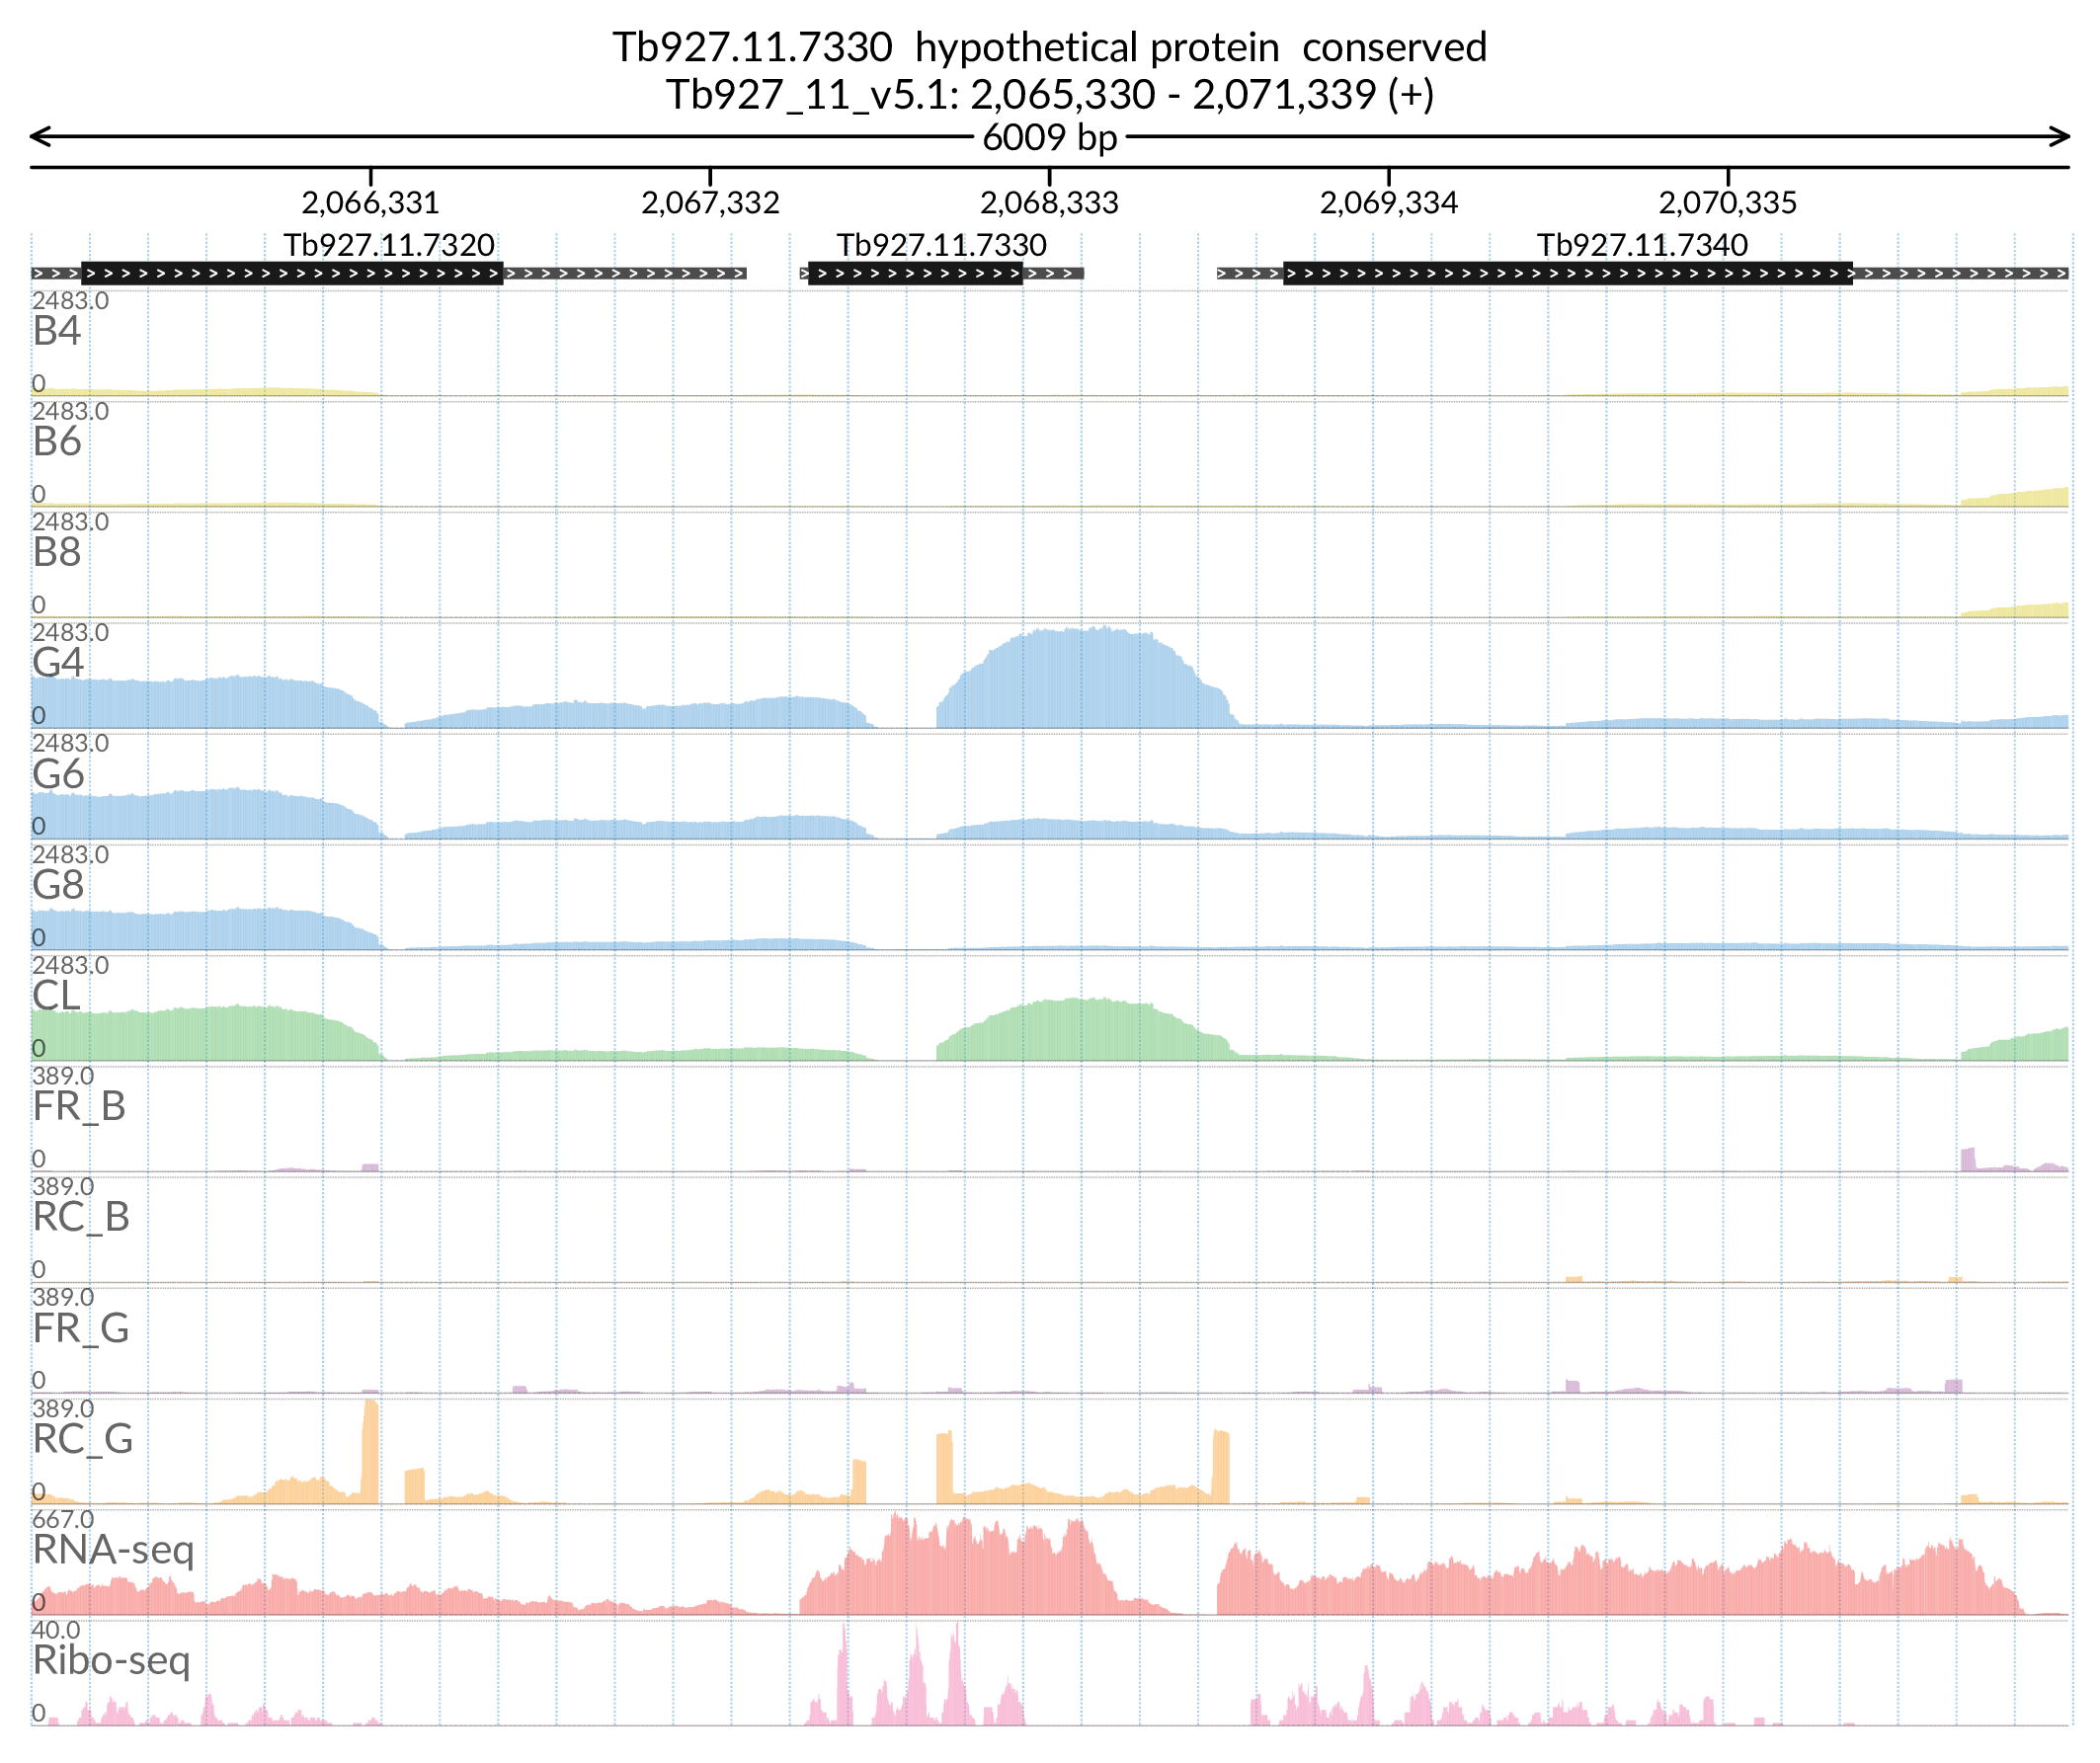 Tb927.11.7330 hypothetical protein conserved
Tb927_11_v5.1: 2,065,330 - 2,071,339 (+)
6009 bp
2,066,331 2,067,332 2,068,333 2,069,334 2,070,335
Tb927.11.7320 Tb927.11.7330 Tb927.11.7340
2483.0
B4
0
2483.0
B6
0
2483.0
B8
0
2483.0
G4
0
2483.0
G6
0
2483.0
G8
0
2483.0
CL
0
389.0
FR_B
0
389.0
RC_B
0
389.0
FR_G
0
389.0
RC_G
0
667.0
RNA-seq
0
40.0
Ribo-seq
0